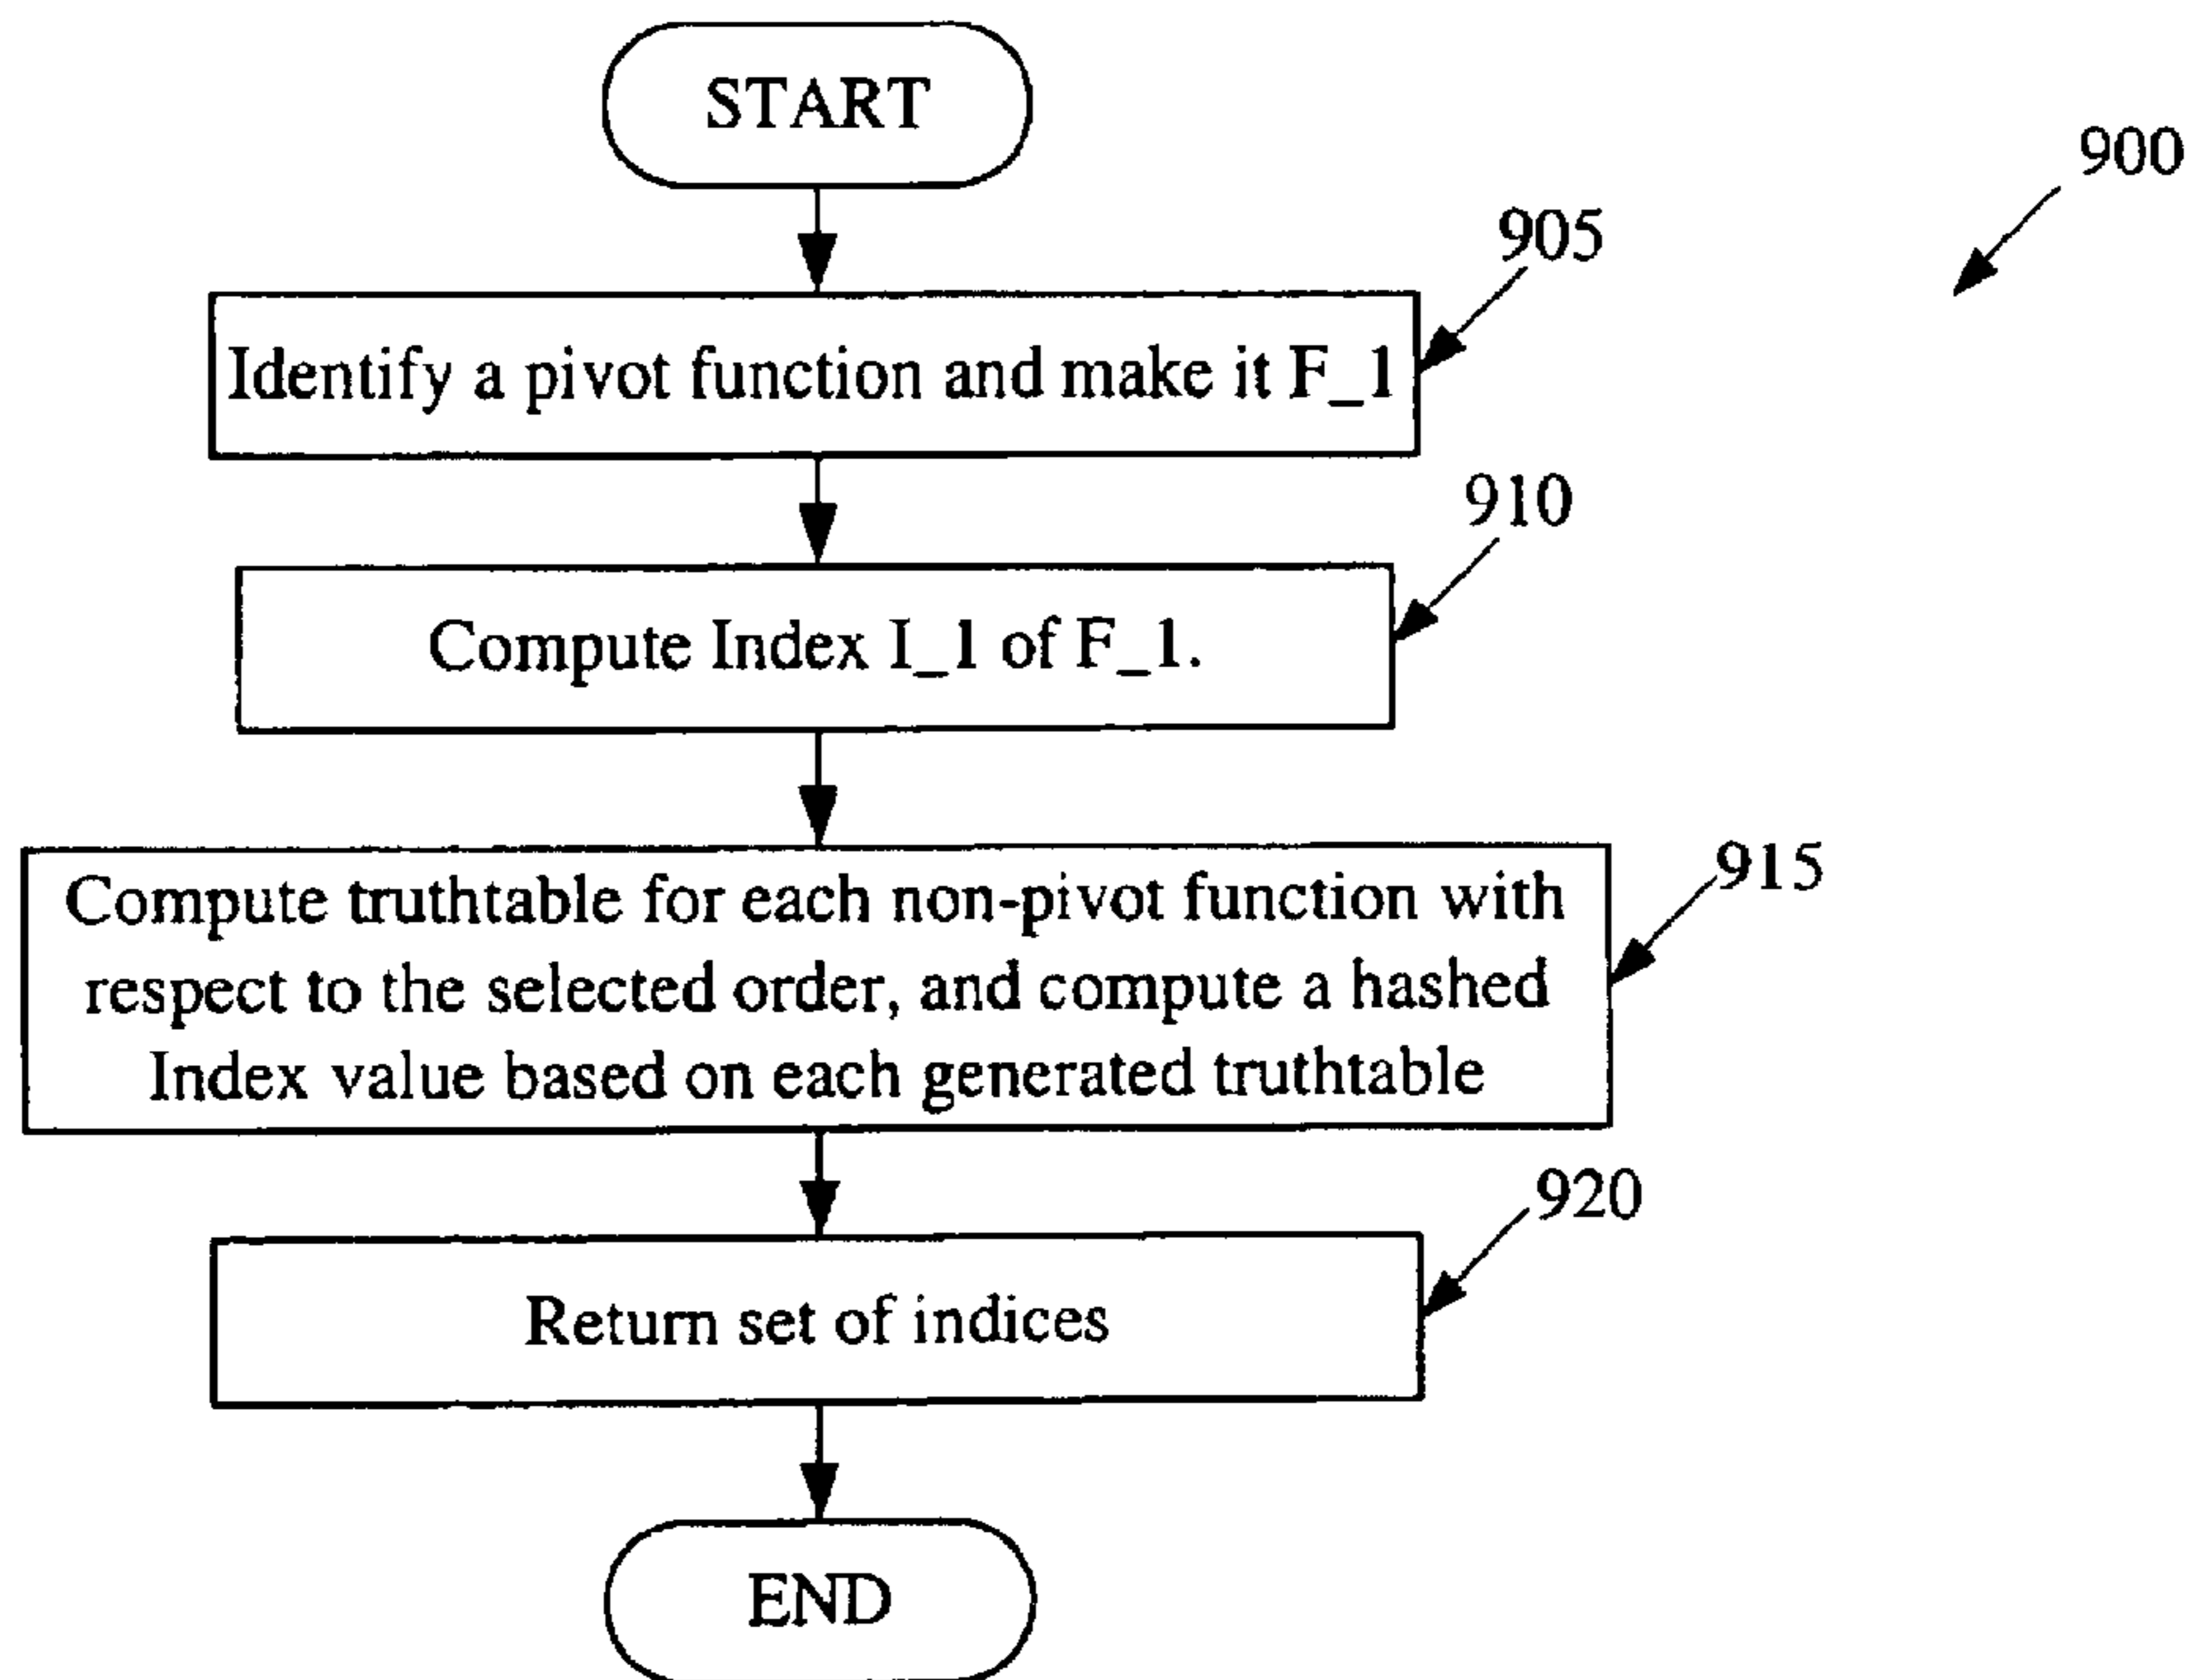 START
900
905
Identify a pivot function and make it F_1
910
Compute Index I_1 of F_1.
915
Compute truthtable for each non-pivot function with
respect to the selected order, and compute a hashed
Index value based on each generated truthtable
920
Return set of indices
END